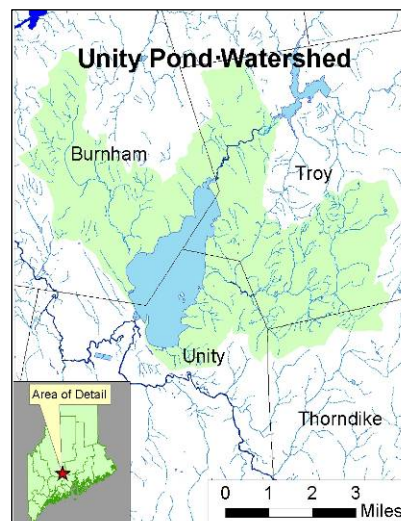 Unity Pond Watershed
Burnham
Troy
Unity
Area of Detail
Thorndike
0 1 2 3
Miles